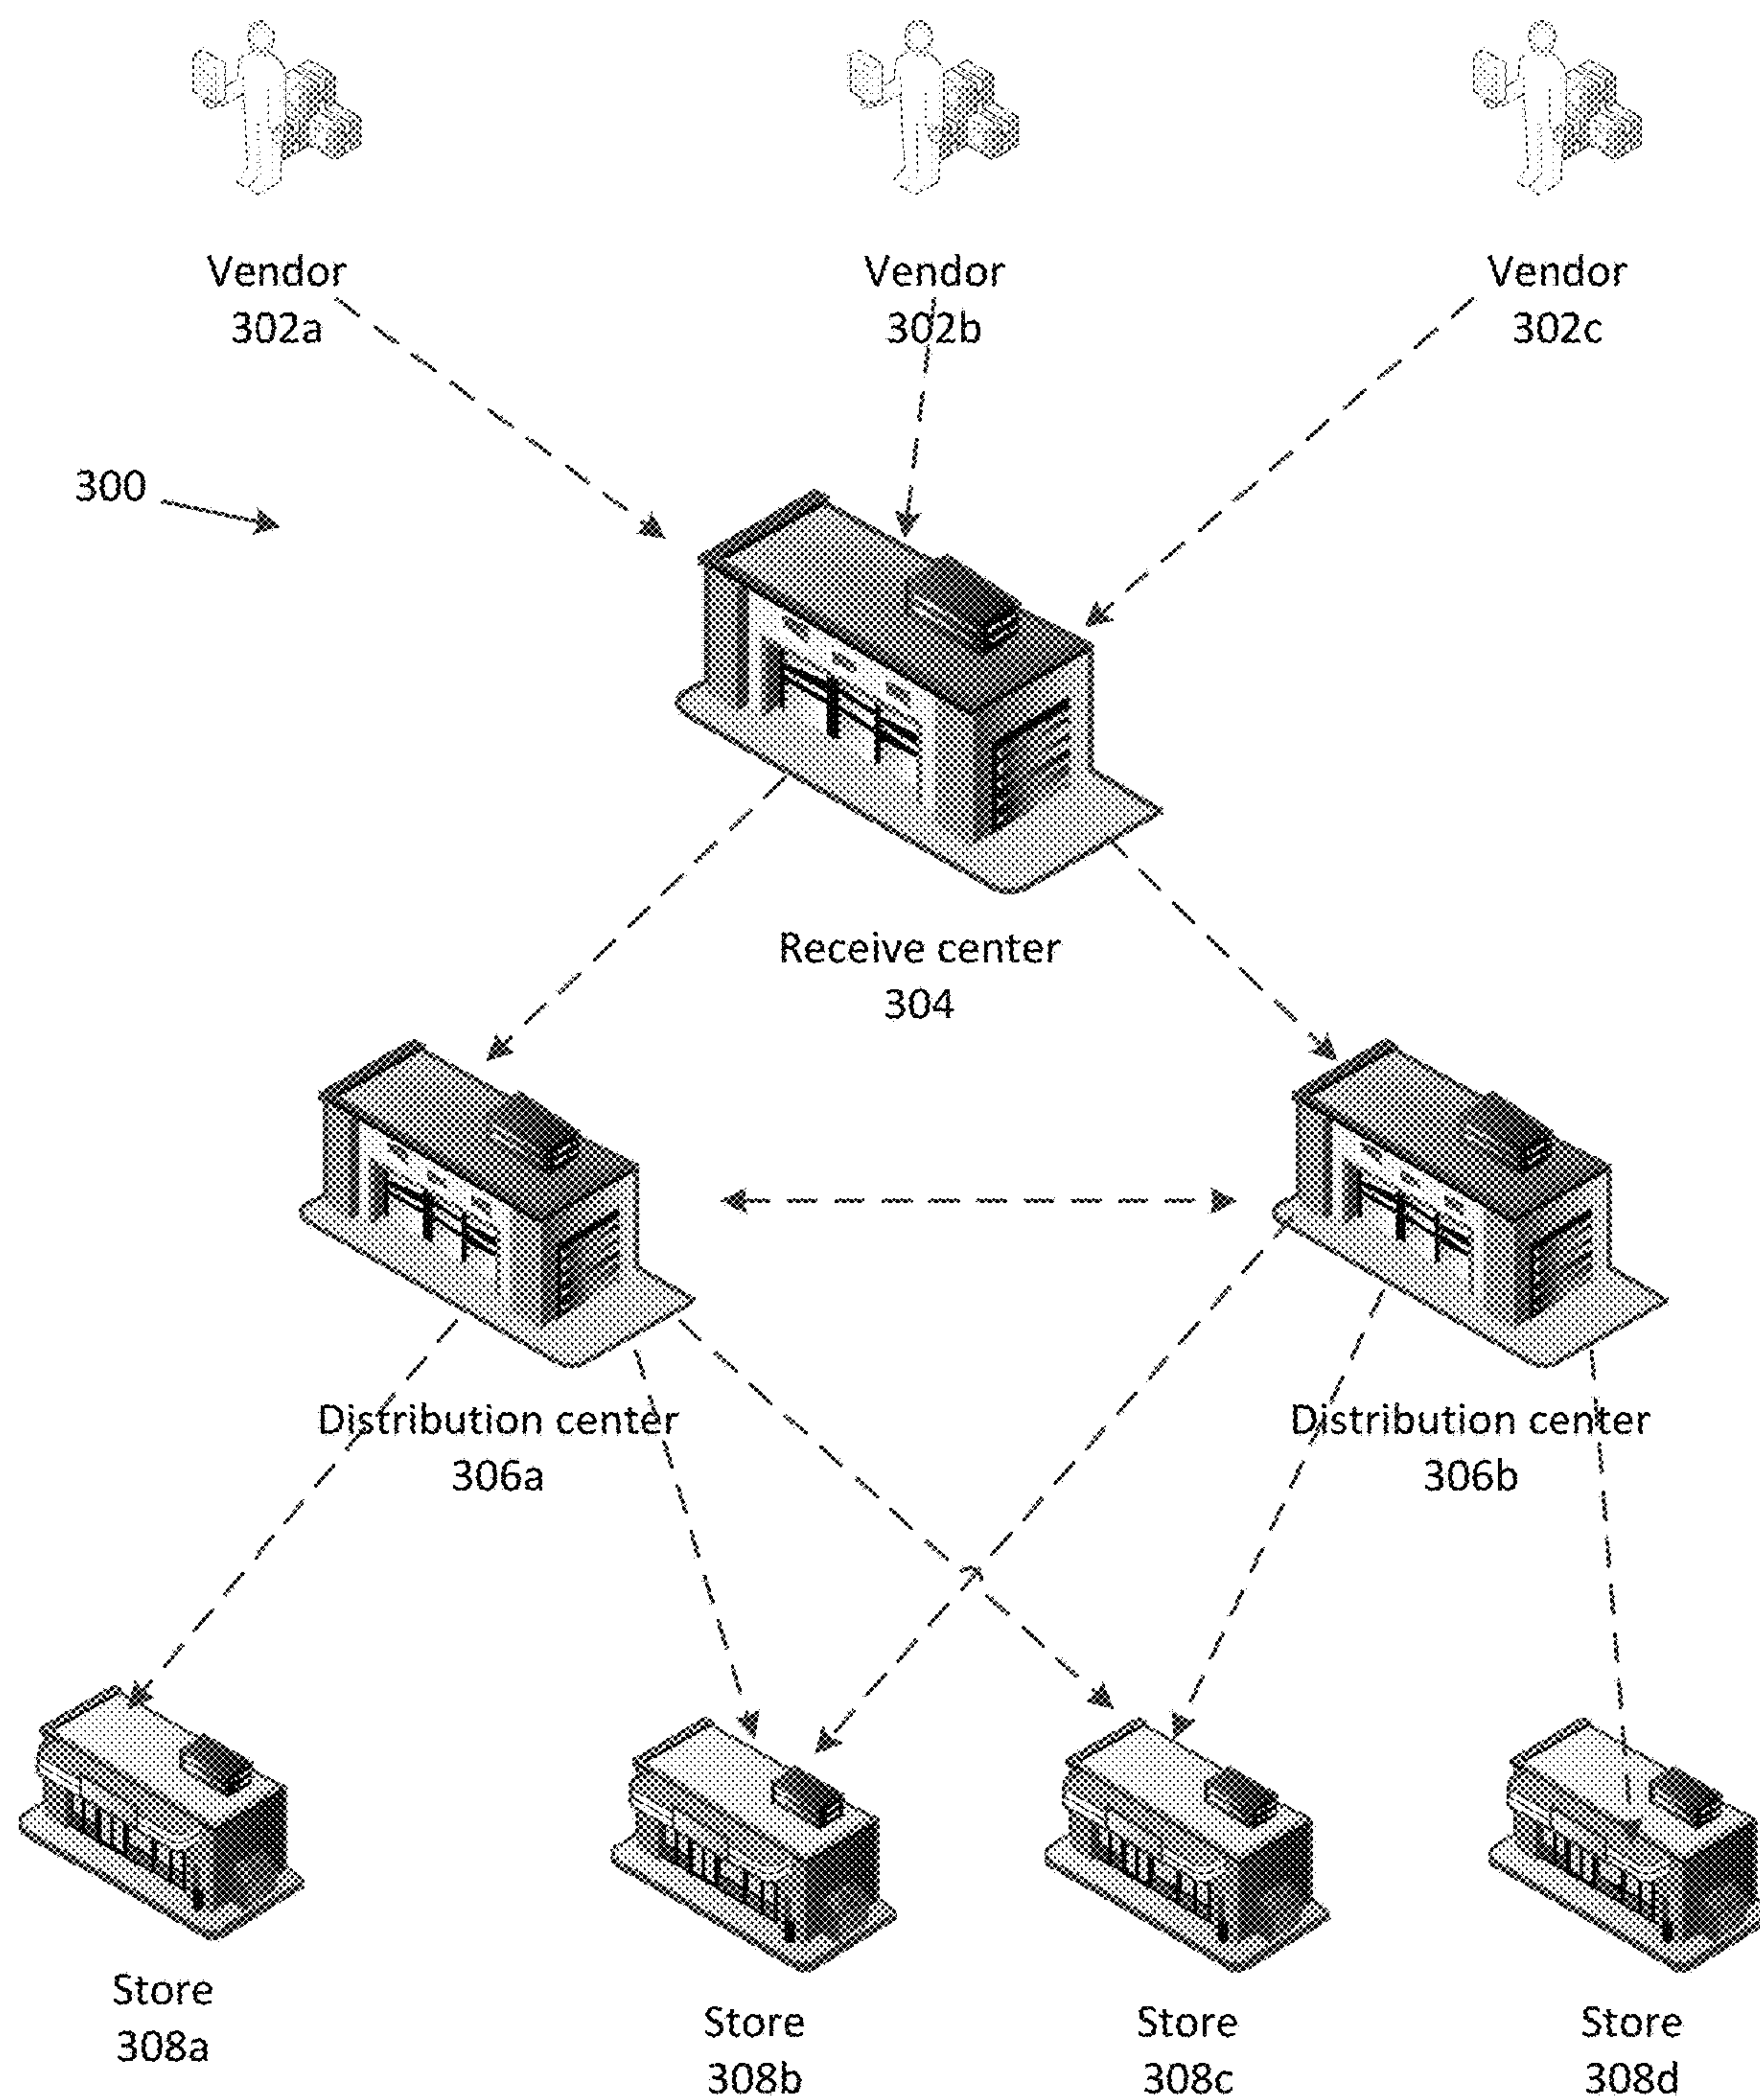 Vendor
302a
Vendor
302b
Vendor
302c
300
Receive center
304
Distribution center
306a
Distribution center
306b
Store
308a
Store
308b
Store
308c
Store
308d